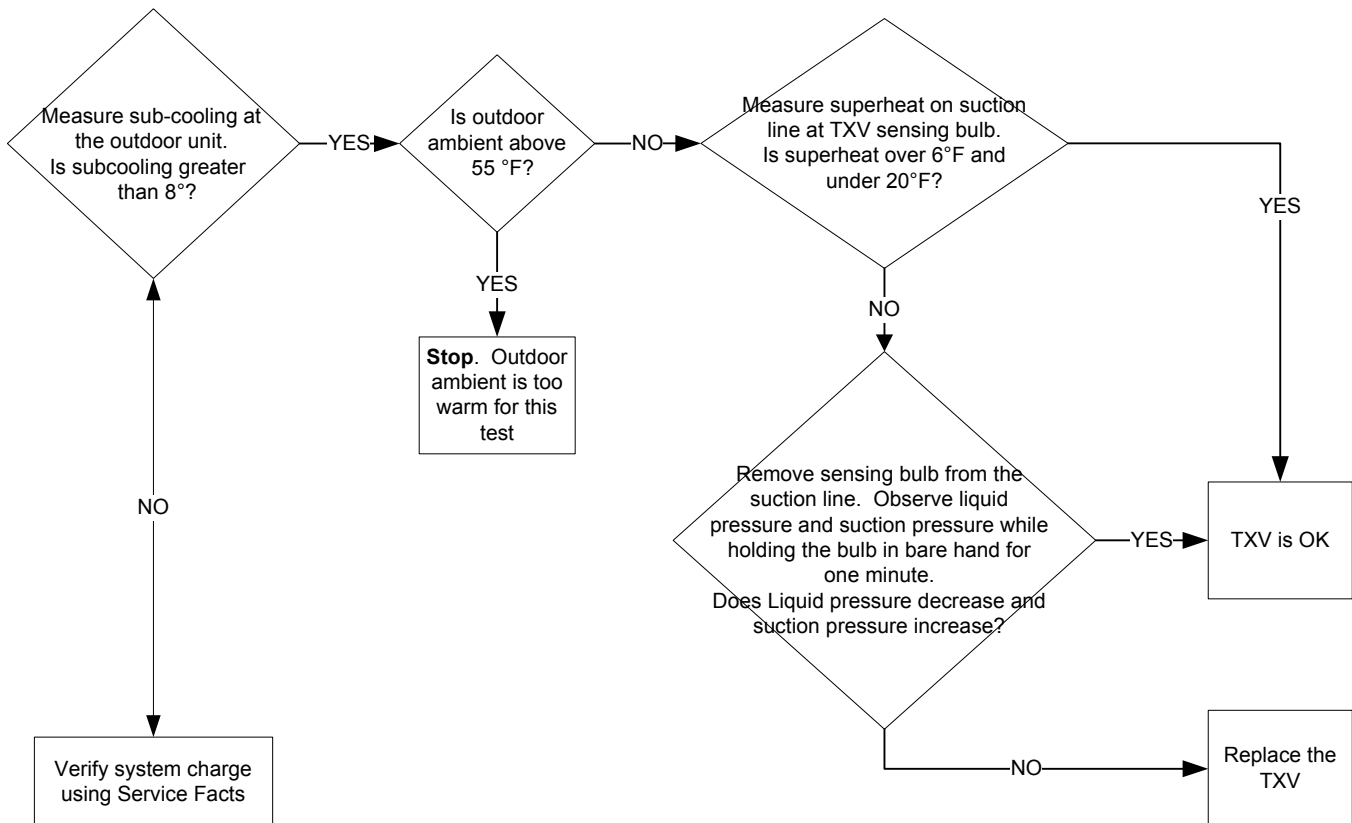 Measure sub-cooling at
the outdoor unit.
Is subcooling greater
than 8°?
YES
Is outdoor
ambient above
55 °F?
NO
Measure superheat on suction
line at TXV sensing bulb.
Is superheat over 6°F and
under 20°F?
YES
YES
Stop. Outdoor
ambient is too
warm for this
test
NO
NO
Remove sensing bulb from the
suction line. Observe liquid
pressure and suction pressure while
holding the bulb in bare hand for
one minute.
Does Liquid pressure decrease and
suction pressure increase?
YES
TXV is OK
NO
Replace the
TXV
Verify system charge
using Service Facts